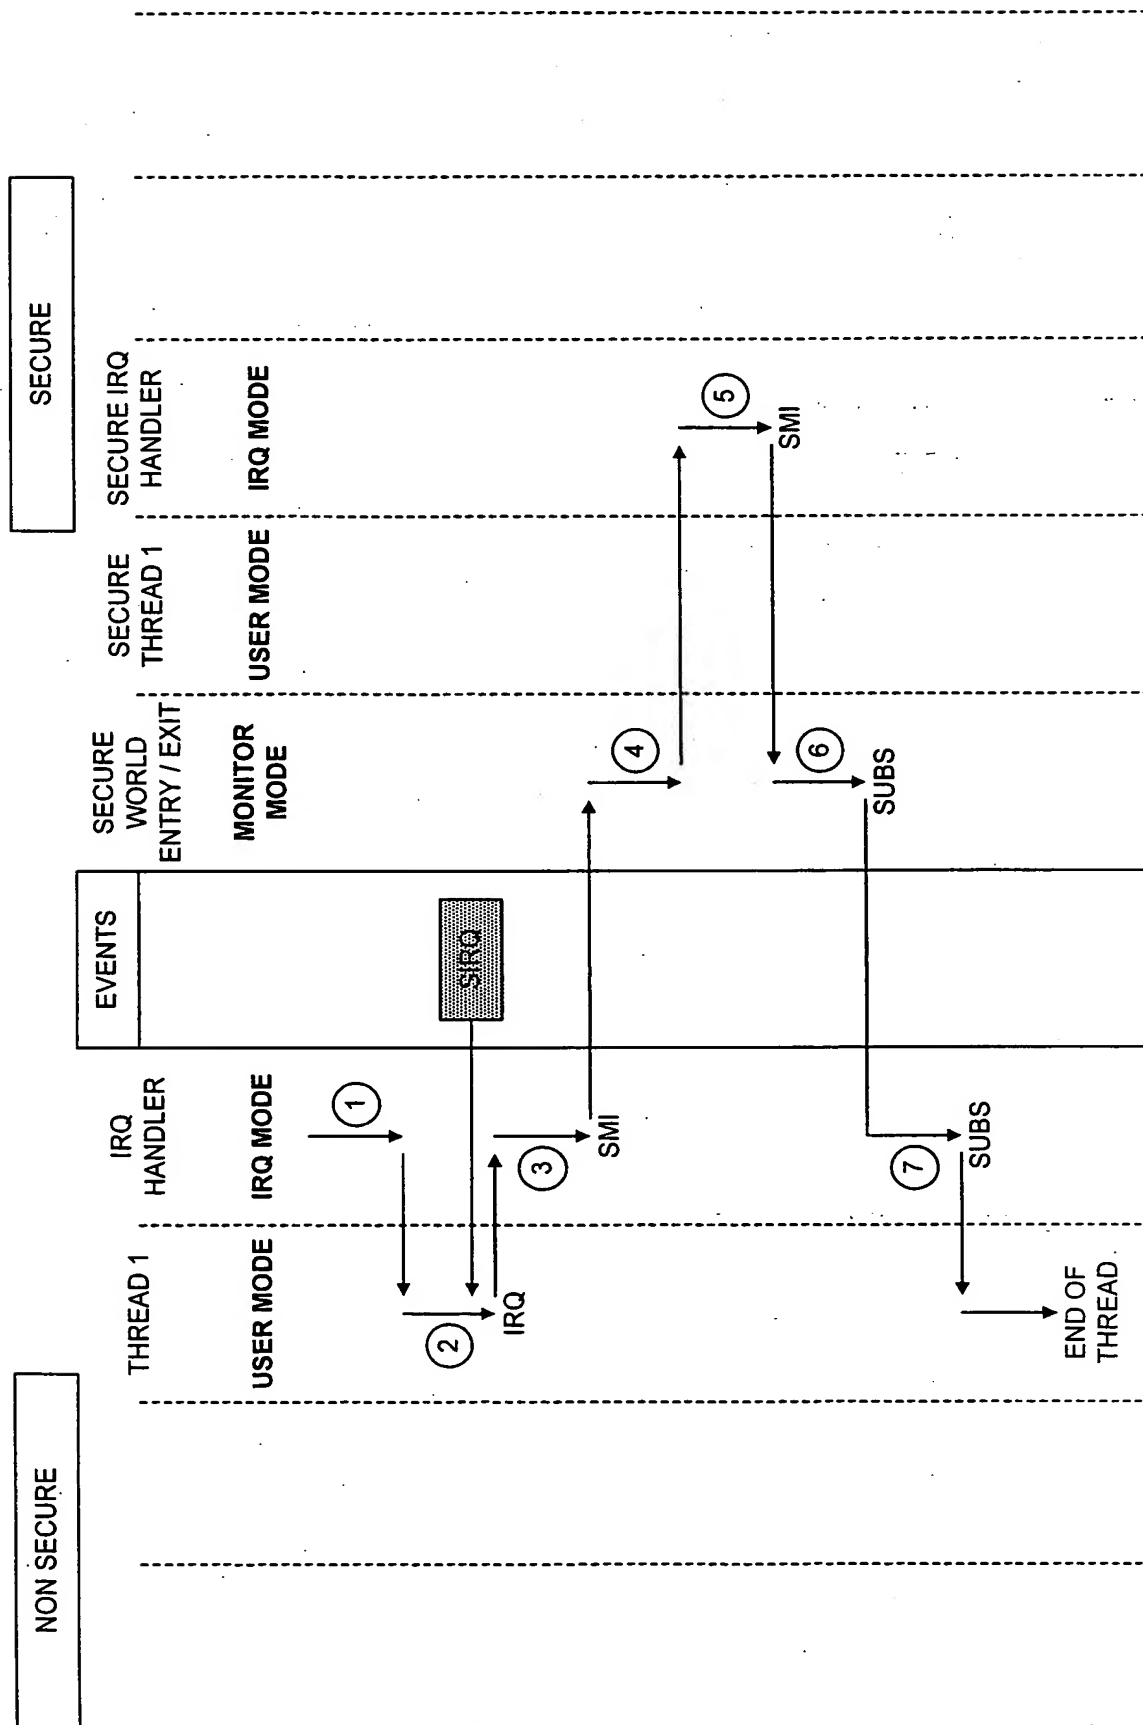 NON SECURE
SECURE
EVENTS
THREAD 1
USER MODE
IRQ
HANDLER
IRQ MODE
SECURE
WORLD
ENTRY / EXIT
MONITOR
MODE
SECURE
THREAD 1
USER MODE
SECURE IRQ
HANDLER
IRQ MODE
1
2
IRQ
SIRQ
3
SMI
4
5
SMI
6
SUBS
7
SUBS
END OF
THREAD